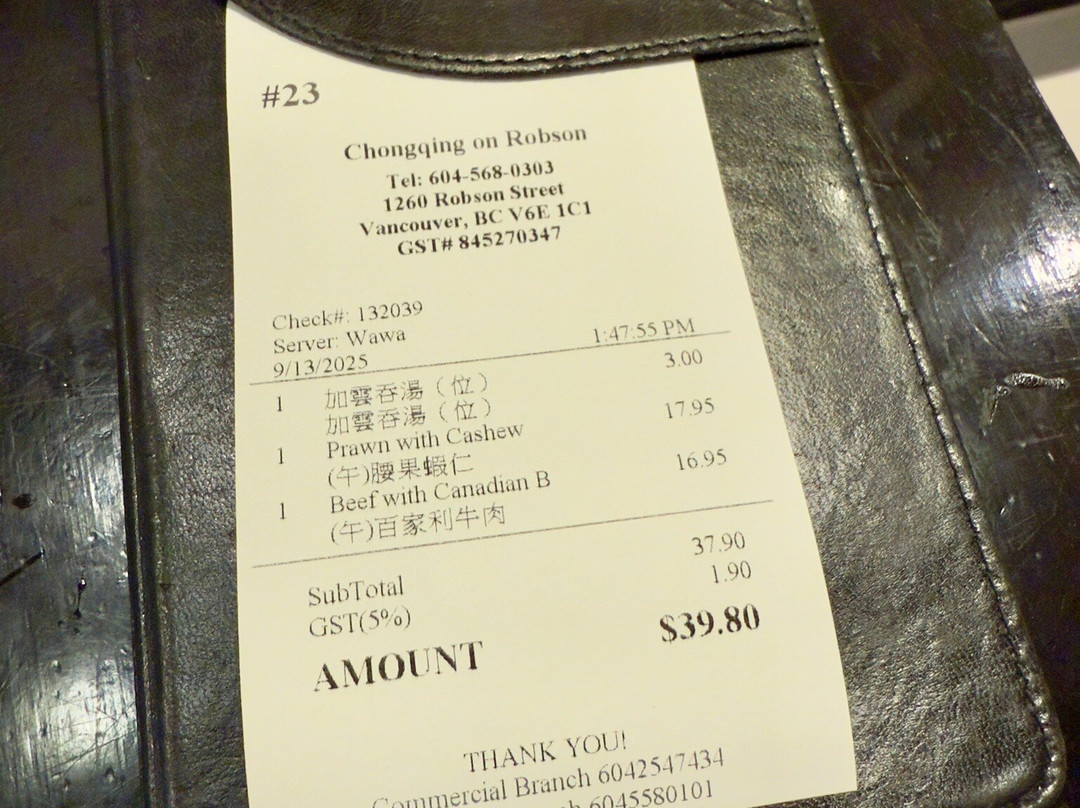 #23
Chongqing on Robson
Tel: 604-568-0303
1260 Robson Street
Vancouver, BC V6E 1C1
GST# 845270347
Check#: 132039
Server: Wawa 1:47:55 PM
9/13/2025
1 加雲吞湯（位） 3.00
加雲吞湯（位）
1 Prawn with Cashew 17.95
(午)腰果蝦仁
1 Beef with Canadian B 16.95
(午)百家利牛肉
SubTotal 37.90
GST(5%) 1.90
AMOUNT $39.80
THANK YOU!
Commercial Branch 6042547434
6045580101